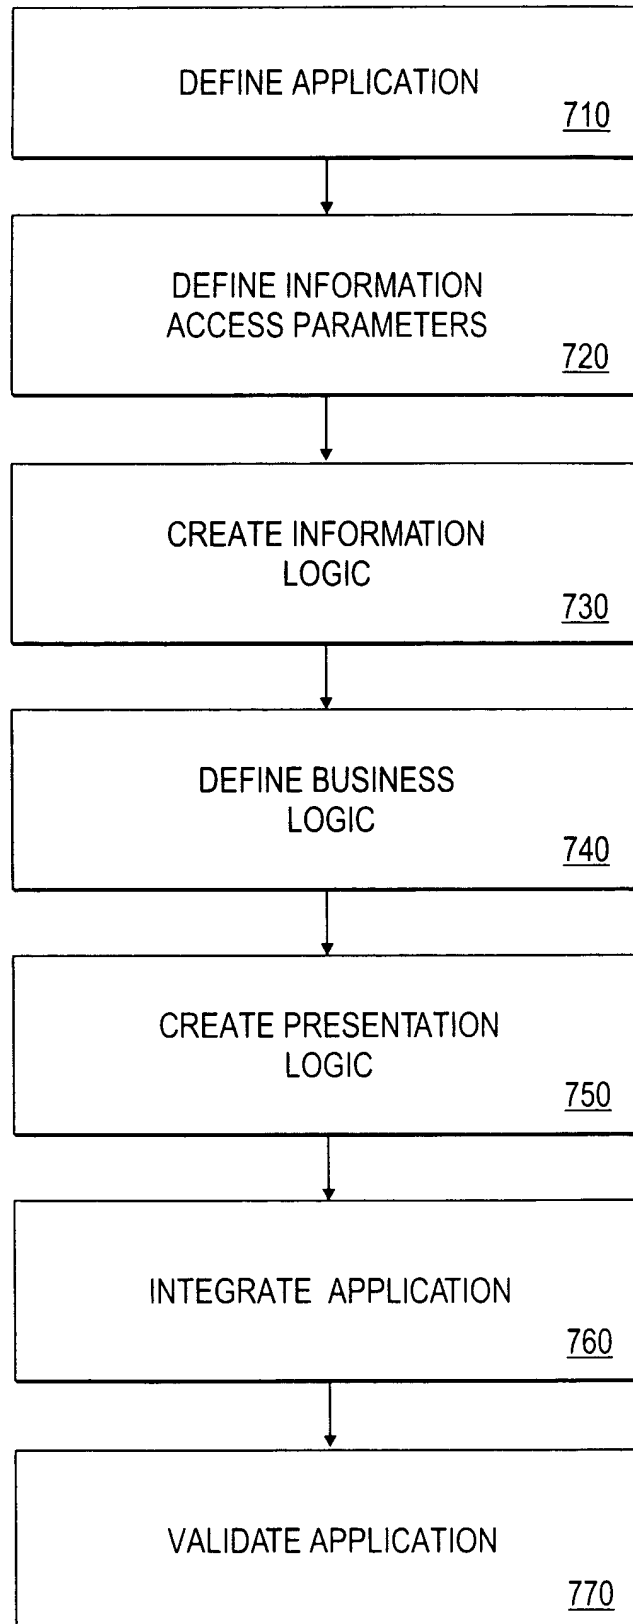 DEFINE APPLICATION
710
DEFINE INFORMATION
ACCESS PARAMETERS
720
CREATE INFORMATION
LOGIC
730
DEFINE BUSINESS
LOGIC
740
CREATE PRESENTATION
LOGIC
750
INTEGRATE APPLICATION
760
VALIDATE APPLICATION
770